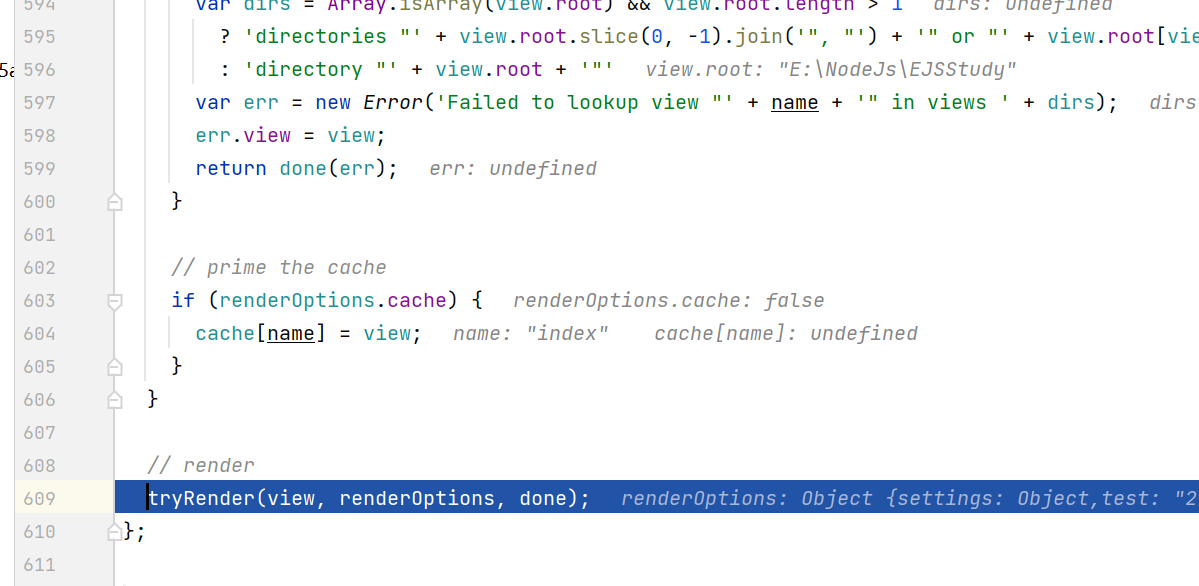 594 var dirs = Array.isArray(view.root) && view.root.length > 1 dirs: undefined
595 ? 'directories "' + view.root.slice(0, -1).join('", "') + '" or "' + view.root[vie
596 : 'directory "' + view.root + '"' view.root: "E:\NodeJs\EJSStudy"
597 var err = new Error('Failed to lookup view "' + name + '" in views ' + dirs); dirs
598 err.view = view;
599 return done(err); err: undefined
600 }
601
602 // prime the cache
603 if (renderOptions.cache) { renderOptions.cache: false
604 cache[name] = view; name: "index" cache[name]: undefined
605 }
606 }
607
608 // render
609 tryRender(view, renderOptions, done); renderOptions: Object {settings: Object,test: "2
610 };
611